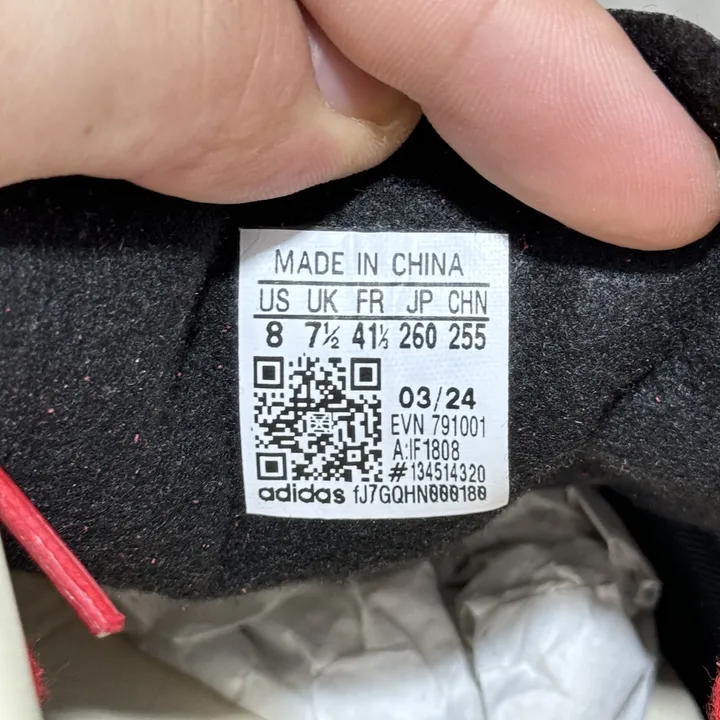 MADE IN CHINA
US UK FR JP CHN
8 7½ 41⅓ 260 255
03/24
EVN 791001
A:IF1808
#134514320
adidas fJ7GQHN000180